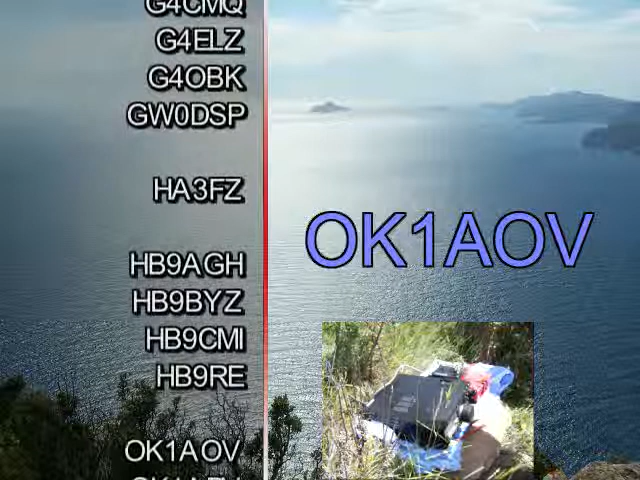 G4CMQ
G4ELZ
G4OBK
GW0DSP
HA3FZ
HB9AGH
HB9BYZ
HB9CMI
HB9RE
OK1AOV
OK1AOV